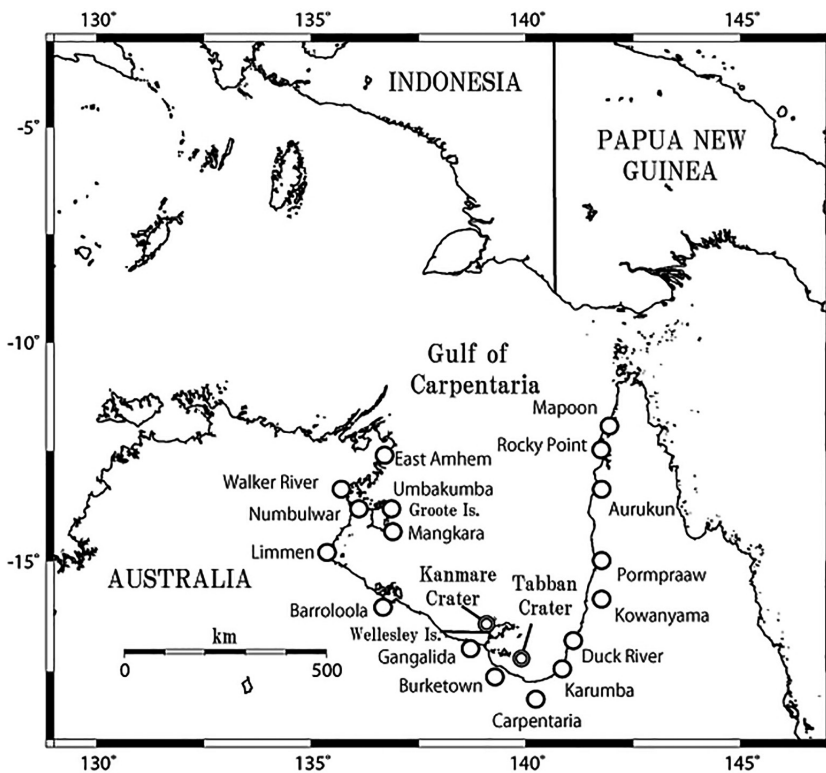 130°
135°
140°
145°
INDONESIA
-5°
PAPUA NEW
GUINEA
-10°
Gulf of
Carpentaria
Mapoon
Rocky Point
East Amhem
Walker River
Umbakumba
Aurukun
Numbulwar
Groote Is.
Mangkara
Limmen
-15°
Pormpraaw
AUSTRALIA
Kanmare
Crater
Tabban
Crater
Barroloola
Kowanyama
km
Wellesley Is.
Gangalida
Duck River
0
500
Burketown
Karumba
Carpentaria
130°
135°
140°
145°